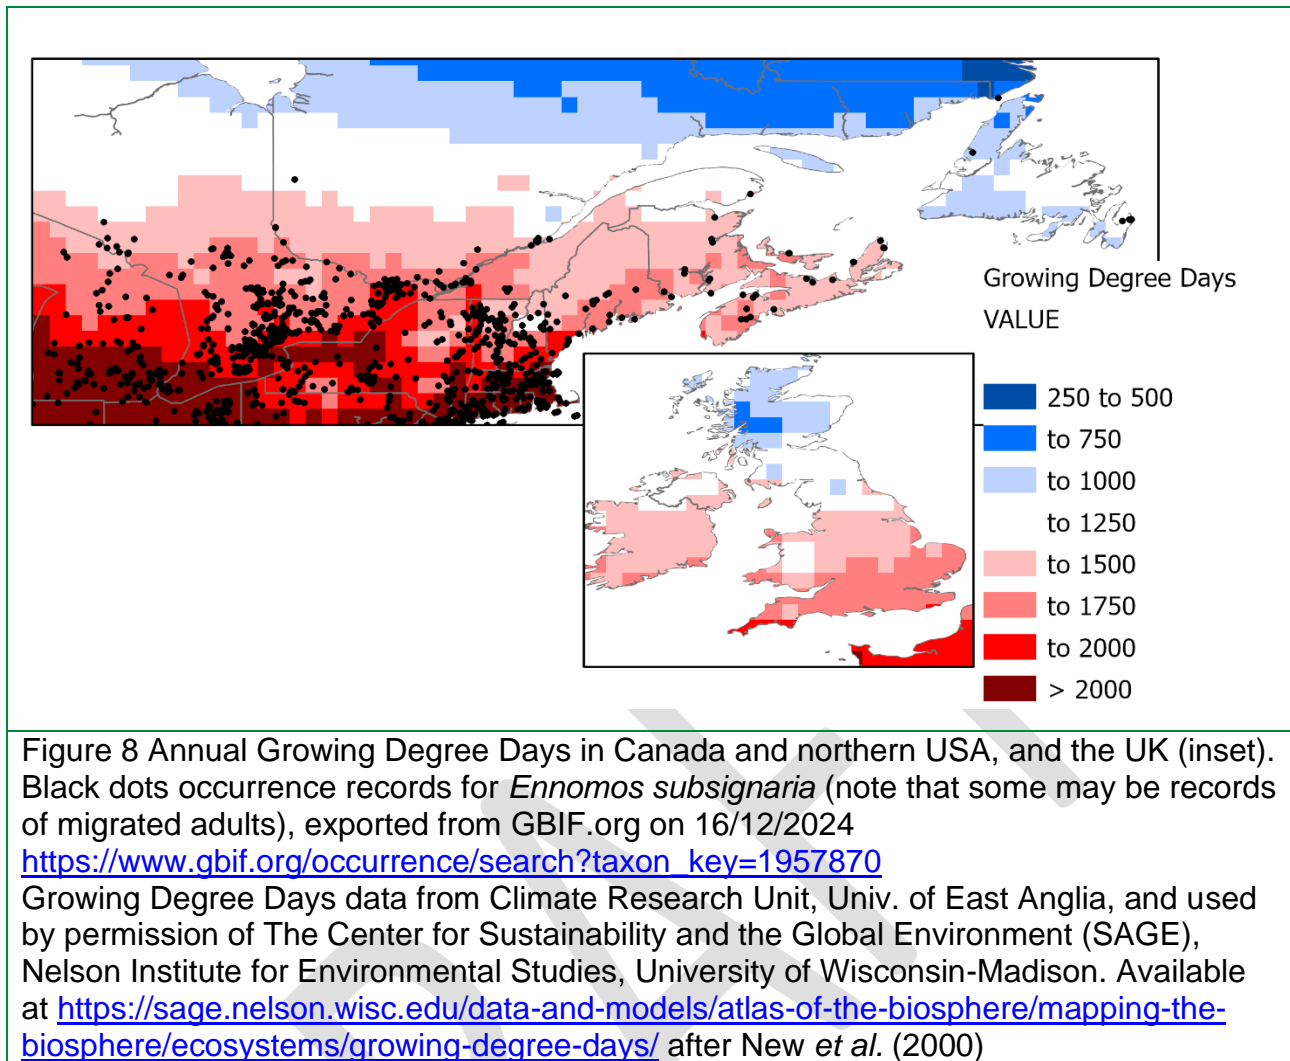 Growing Degree Days
VALUE
250 to 500
to 750
to 1000
to 1250
to 1500
to 1750
to 2000
> 2000
Figure 8 Annual Growing Degree Days in Canada and northern USA, and the UK (inset).
Black dots occurrence records for Ennomos subsignaria (note that some may be records
of migrated adults), exported from GBIF.org on 16/12/2024
https://www.gbif.org/occurrence/search?taxon_key=1957870
Growing Degree Days data from Climate Research Unit, Univ. of East Anglia, and used
by permission of The Center for Sustainability and the Global Environment (SAGE),
Nelson Institute for Environmental Studies, University of Wisconsin-Madison. Available
at https://sage.nelson.wisc.edu/data-and-models/atlas-of-the-biosphere/mapping-the-
biosphere/ecosystems/growing-degree-days/ after New et al. (2000)